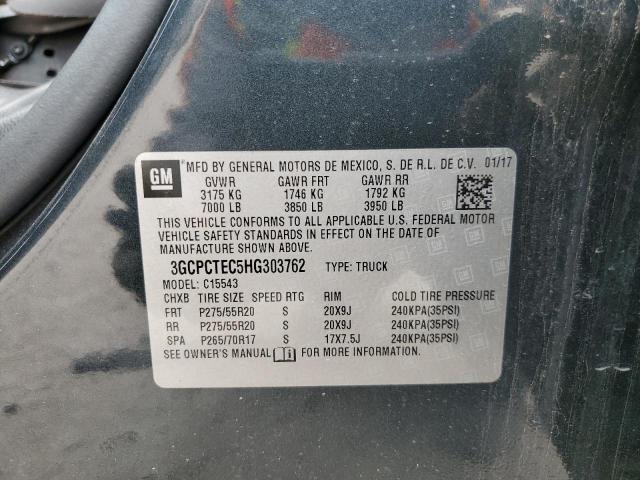 GM
MFD BY GENERAL MOTORS DE MEXICO, S. DE R.L. DE C.V. 01/17
GVWR GAWR FRT GAWR RR
3175 KG 1746 KG 1792 KG
7000 LB 3850 LB 3950 LB
THIS VEHICLE CONFORMS TO ALL APPLICABLE U.S. FEDERAL MOTOR
VEHICLE SAFETY STANDARDS IN EFFECT ON THE DATE OF
MANUFACTURE SHOWN ABOVE.
3GCPCTEC5HG303762 TYPE: TRUCK
MODEL: C15543
CHXB TIRE SIZE SPEED RTG RIM COLD TIRE PRESSURE
FRT P275/55R20 S 20X9J 240KPA(35PSI)
RR P275/55R20 S 20X9J 240KPA(35PSI)
SPA P265/70R17 S 17X7.5J 240KPA(35PSI)
SEE OWNER'S MANUAL FOR MORE INFORMATION.